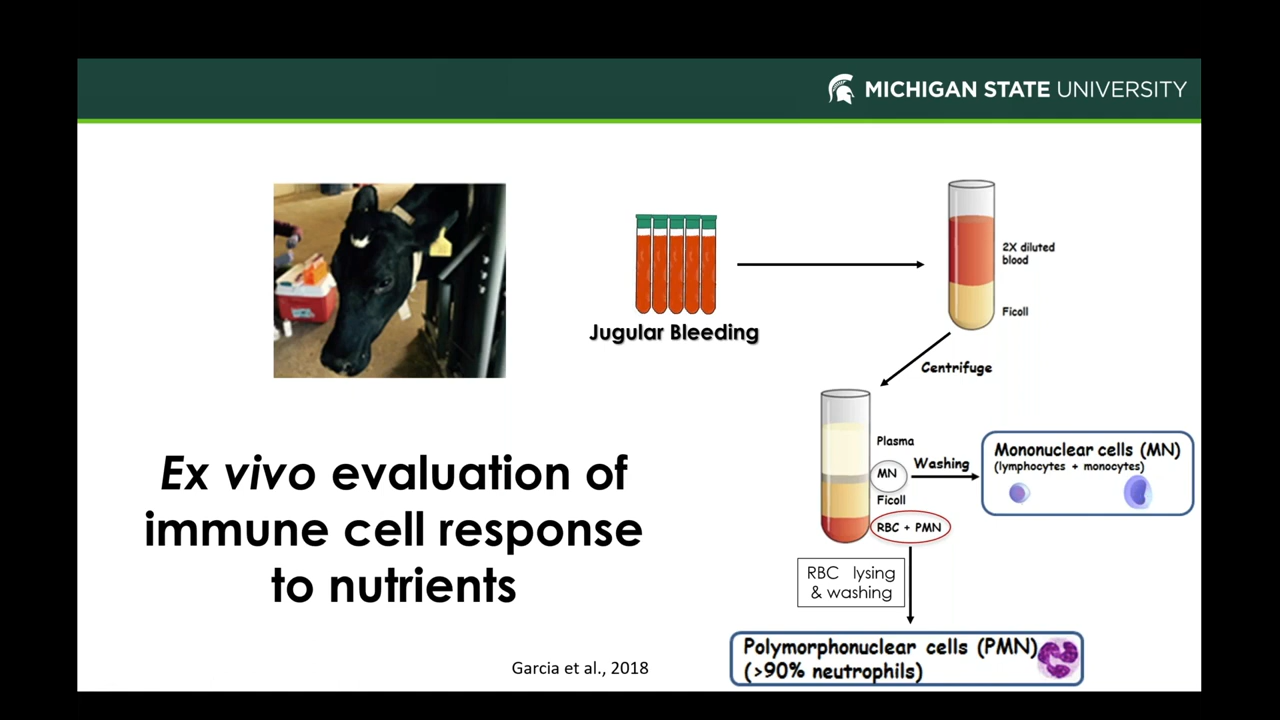 MICHIGAN STATE UNIVERSITY
Jugular Bleeding
2X diluted
blood
Ficoll
Centrifuge
Plasma
MN
Ficoll
RBC + PMN
Washing
Mononuclear cells (MN)
(lymphocytes + monocytes)
RBC lysing
& washing
Polymorphonuclear cells (PMN)
(>90% neutrophils)
Ex vivo evaluation of
immune cell response
to nutrients
Garcia et al., 2018